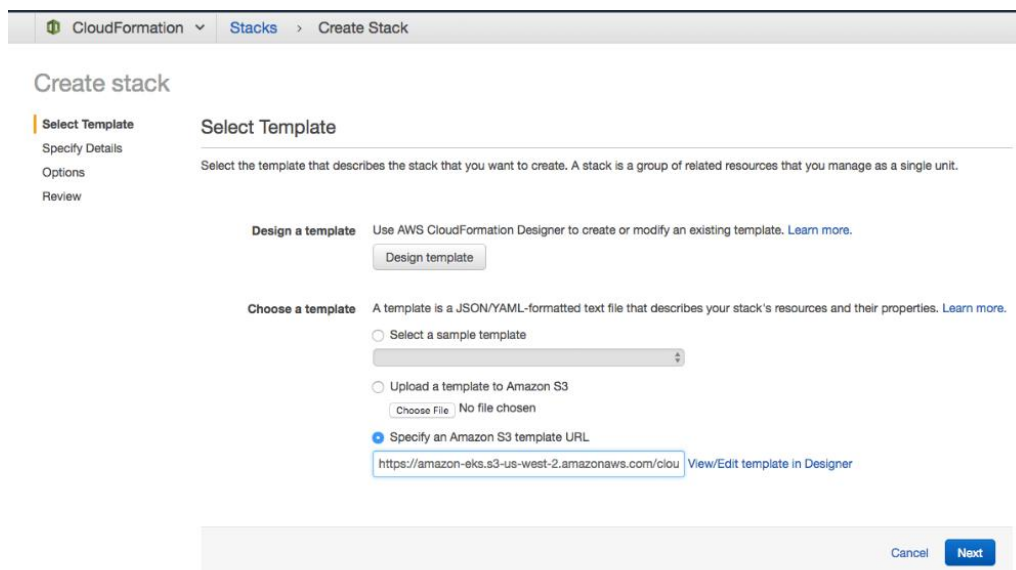 CloudFormation Stacks > Create Stack
Create stack
Select Template
Specify Details
Options
Review
Select Template
Select the template that describes the stack that you want to create. A stack is a group of related resources that you manage as a single unit.
Design a template Use AWS CloudFormation Designer to create or modify an existing template. Learn more.
Design template
Choose a template A template is a JSON/YAML-formatted text file that describes your stack's resources and their properties. Learn more.
Select a sample template
Upload a template to Amazon S3
Choose File No file chosen
Specify an Amazon S3 template URL
https://amazon-eks.s3-us-west-2.amazonaws.com/clou View/Edit template in Designer
Cancel Next